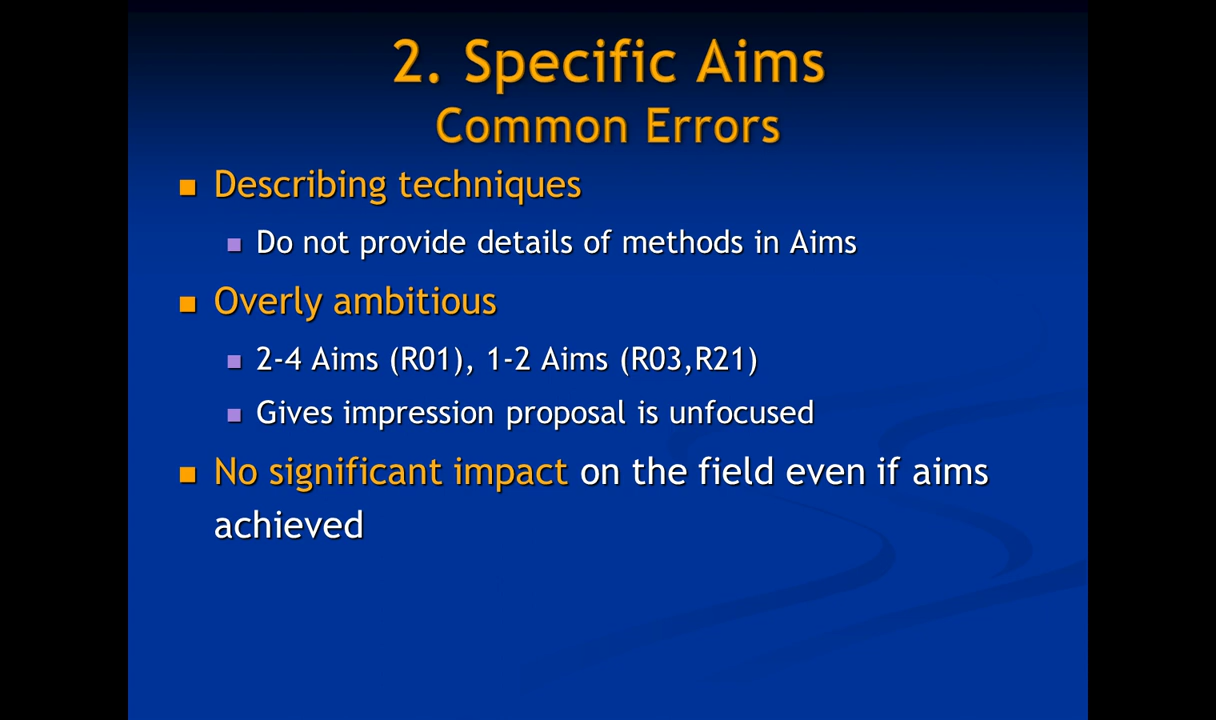 2. Specific Aims
Common Errors
Describing techniques
Do not provide details of methods in Aims
Overly ambitious
2-4 Aims (R01), 1-2 Aims (R03,R21)
Gives impression proposal is unfocused
No significant impact on the field even if aims
achieved